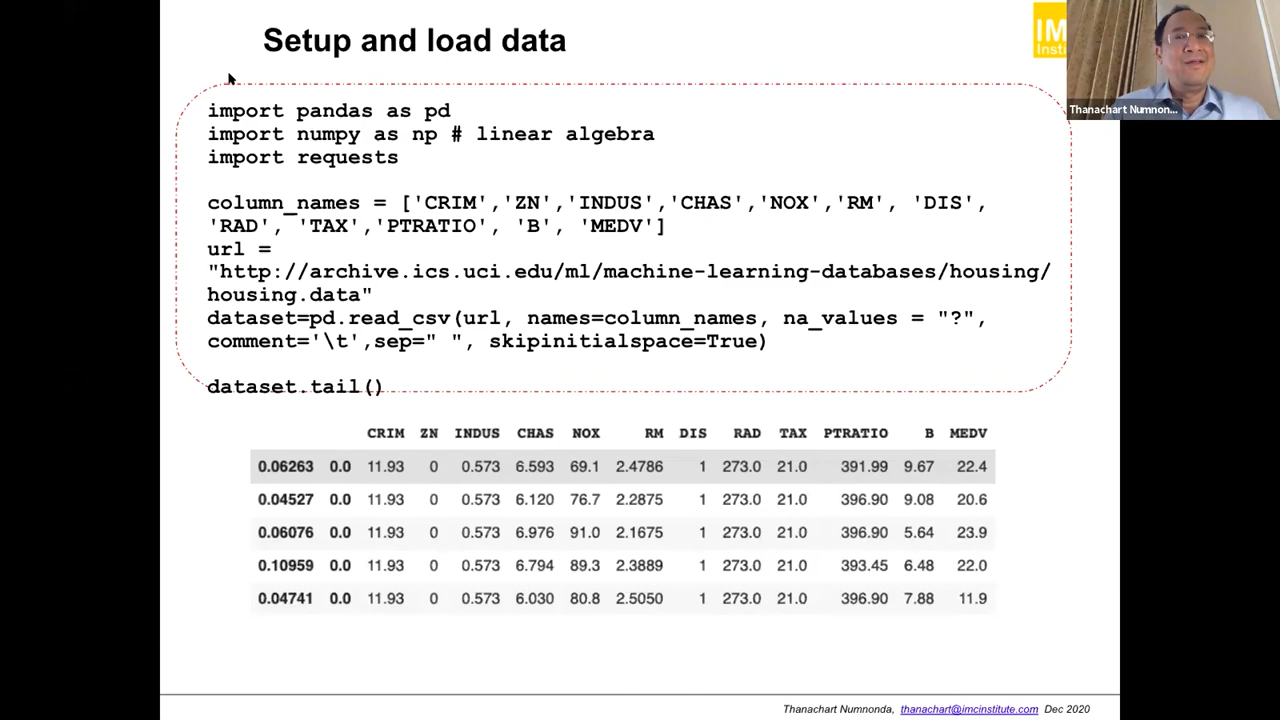 Setup and load data
IM
Insti
Thanachart Numnon...
import pandas as pd
import numpy as np # linear algebra
import requests
column_names = ['CRIM','ZN','INDUS','CHAS','NOX','RM', 'DIS',
'RAD', 'TAX','PTRATIO', 'B', 'MEDV']
url =
"http://archive.ics.uci.edu/ml/machine-learning-databases/housing/
housing.data"
dataset=pd.read_csv(url, names=column_names, na_values = "?",
comment='\t',sep=" ", skipinitialspace=True)
dataset.tail()
CRIM ZN INDUS CHAS NOX RM DIS RAD TAX PTRATIO B MEDV
0.06263 0.0 11.93 0 0.573 6.593 69.1 2.4786 1 273.0 21.0 391.99 9.67 22.4
0.04527 0.0 11.93 0 0.573 6.120 76.7 2.2875 1 273.0 21.0 396.90 9.08 20.6
0.06076 0.0 11.93 0 0.573 6.976 91.0 2.1675 1 273.0 21.0 396.90 5.64 23.9
0.10959 0.0 11.93 0 0.573 6.794 89.3 2.3889 1 273.0 21.0 393.45 6.48 22.0
0.04741 0.0 11.93 0 0.573 6.030 80.8 2.5050 1 273.0 21.0 396.90 7.88 11.9
Thanachart Numnonda, thanachart@imcinstitute.com Dec 2020